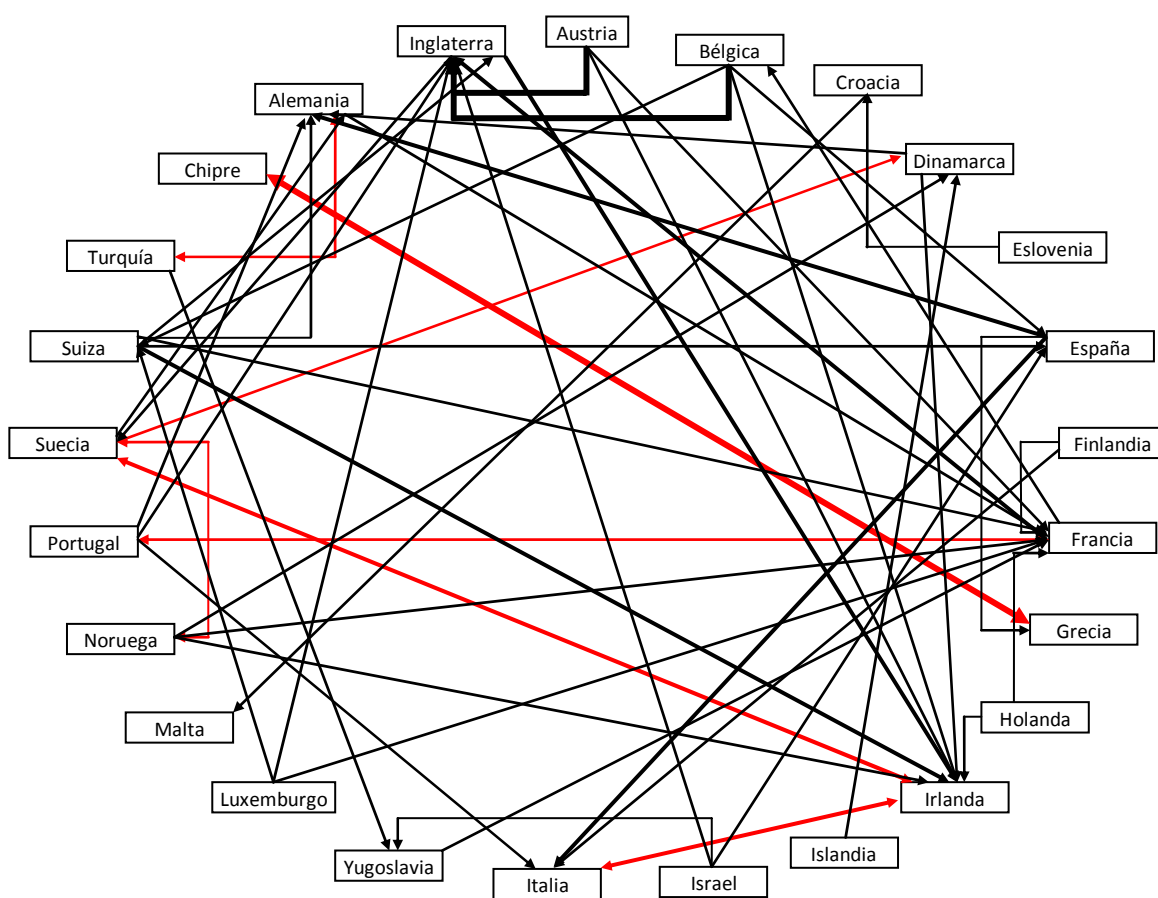 Austria
Inglaterra
Bélgica
Croacia
Alemania
Dinamarca
Chipre
Turquía
Eslovenia
Suiza
España
Suecia
Finlandia
Portugal
Francia
Noruega
Grecia
Malta
Holanda
Luxemburgo
Irlanda
Yugoslavia
Islandia
Italia
Israel